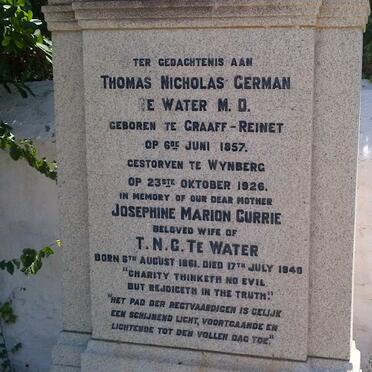 TER GEDACHTENIS AAN
THOMAS NICHOLAS GERMAN
TE WATER M. D.
GEBOREN TE GRAAFF-REINET
OP 6DE JUNI 1857.
GESTORVEN TE WYNBERG
OP 23STE OKTOBER 1926.
IN MEMORY OF OUR DEAR MOTHER
JOSEPHINE MARION CURRIE
BELOVED WIFE OF
T. N. G. TE WATER
BORN 6TH AUGUST 1861. DIED 17TH JULY 1940
"CHARITY THINKETH NO EVIL
BUT REJOICETH IN THE TRUTH."
"HET PAD DER REGTVAARDIGEN IS GELIJK
EEN SCHIJNEND LICHT, VOORTGAANDE EN
LICHTENDE TOT DEN VOLLEN DAG TOE."